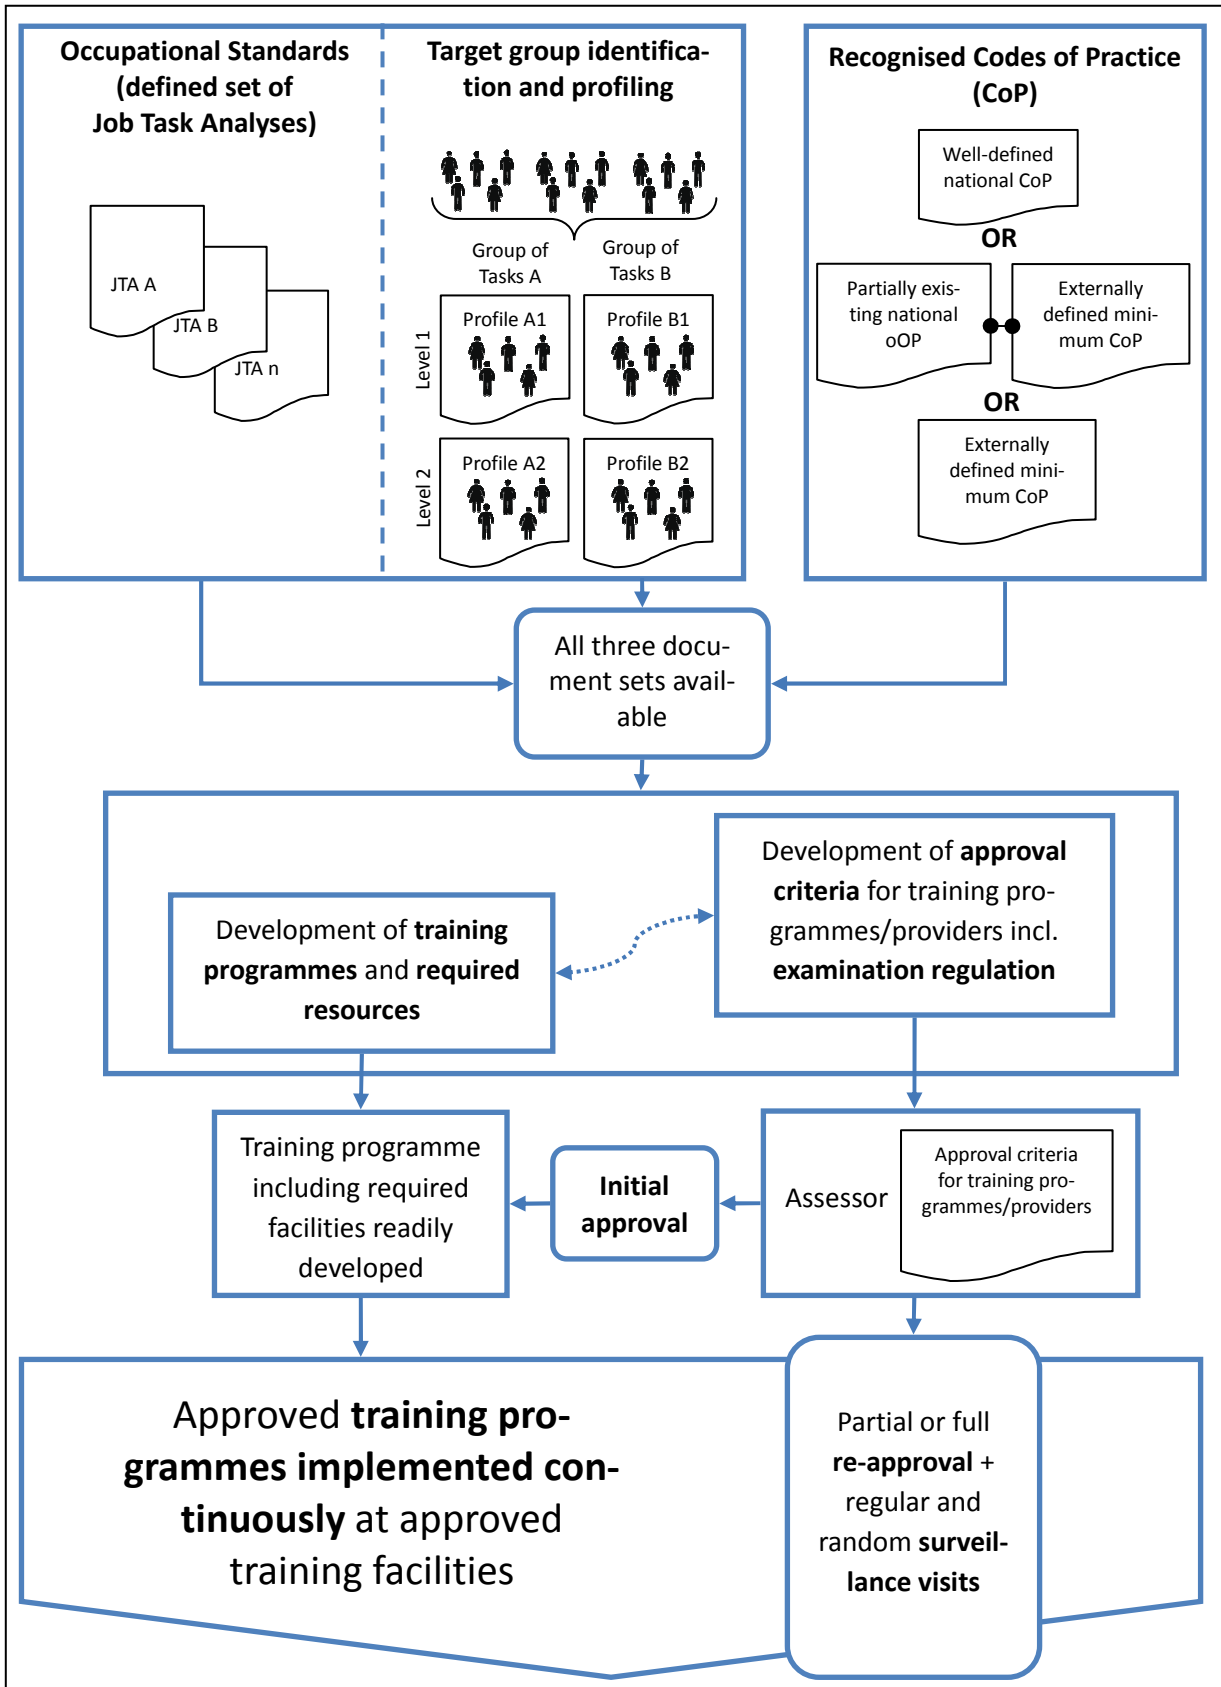 Occupational Standards
(defined set of
Job Task Analyses)
JTA A
JTA B
JTA n
Target group identifica-
tion and profiling
Group of
Tasks A
Group of
Tasks B
Level 1
Profile A1
Profile B1
Level 2
Profile A2
Profile B2
Recognised Codes of Practice
(CoP)
Well-defined
national CoP
OR
Partially exis-
ting national
oOP
Externally
defined mini-
mum CoP
OR
Externally
defined mini-
mum CoP
All three docu-
ment sets avail-
able
Development of training
programmes and required
resources
Development of approval
criteria for training pro-
grammes/providers incl.
examination regulation
Training programme
including required
facilities readily
developed
Initial
approval
Assessor
Approval criteria
for training pro-
grammes/providers
Approved training pro-
grammes implemented con-
tinuously at approved
training facilities
Partial or full
re-approval +
regular and
random surveil-
lance visits